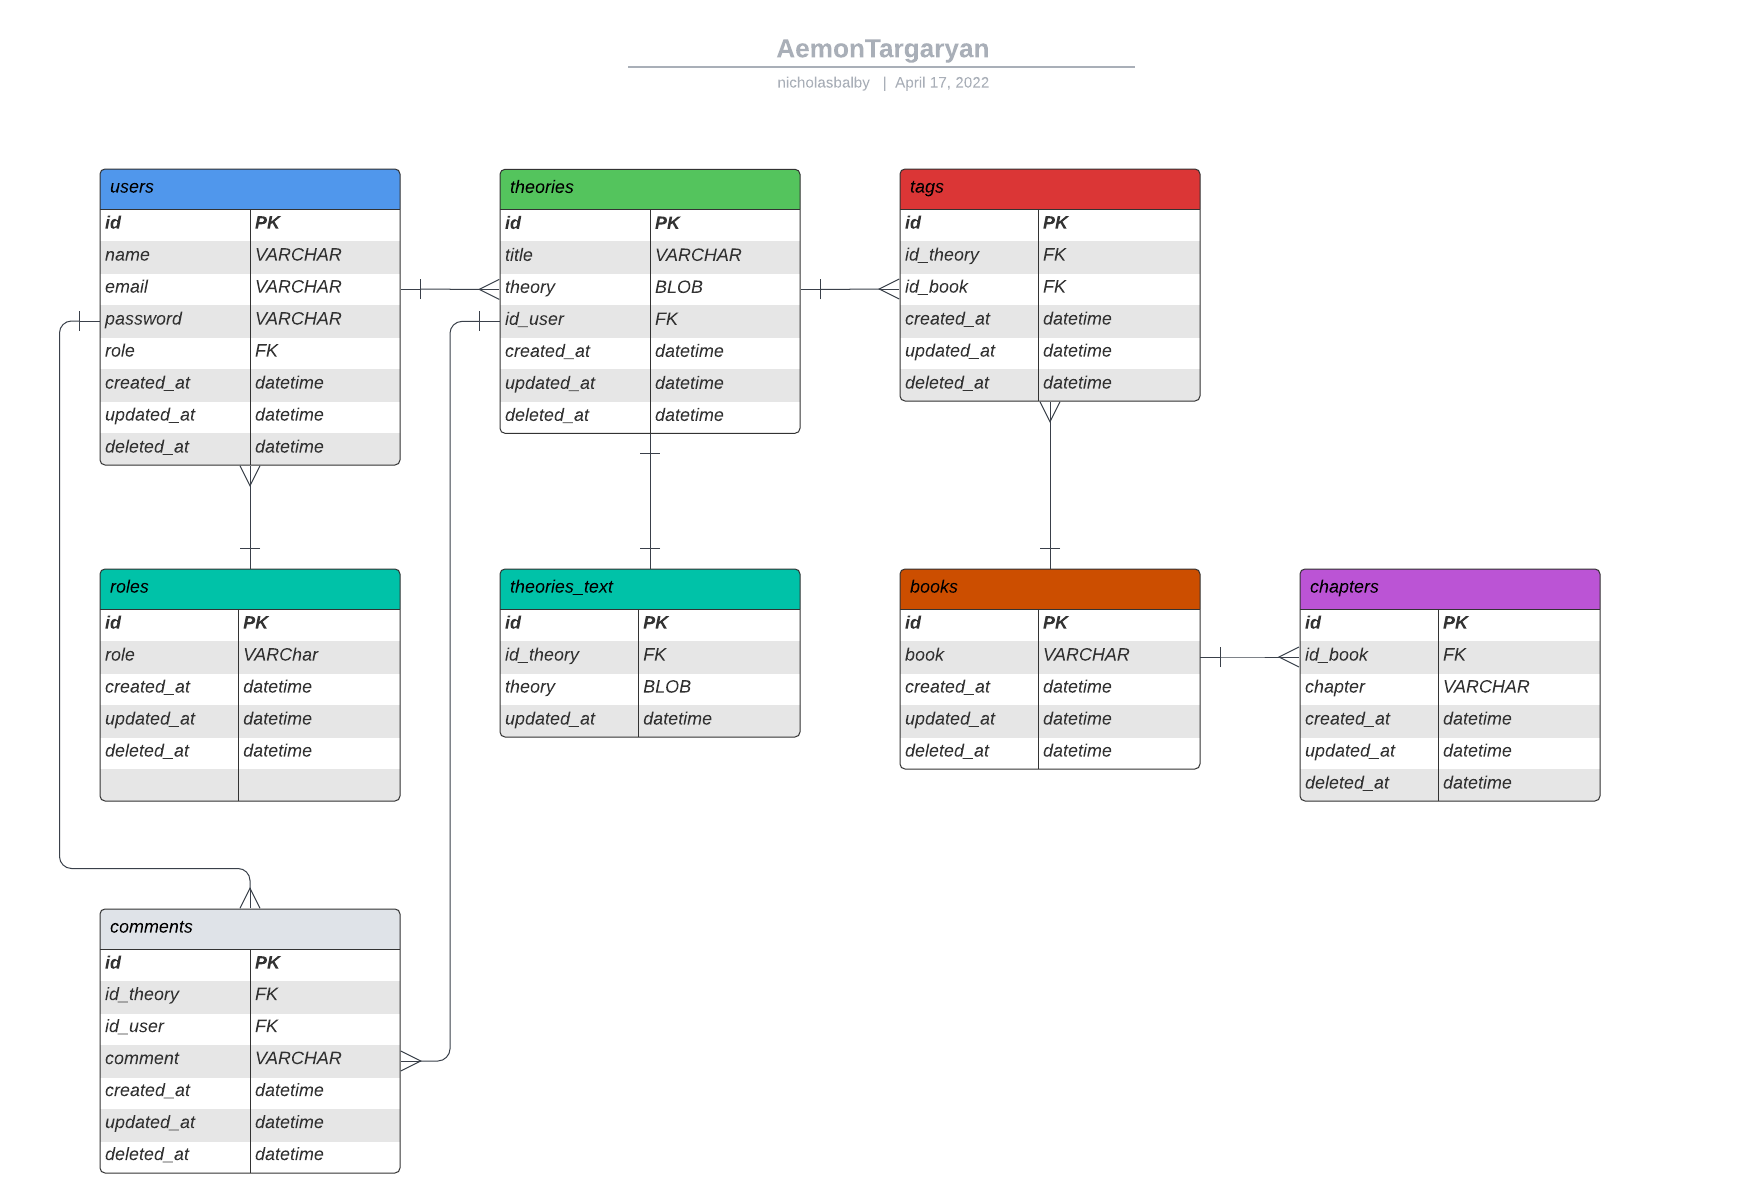 AemonTargaryan
nicholasbalby | April 17, 2022
users
id PK
name VARCHAR
email VARCHAR
password VARCHAR
role FK
created_at datetime
updated_at datetime
deleted_at datetime
theories
id PK
title VARCHAR
theory BLOB
id_user FK
created_at datetime
updated_at datetime
deleted_at datetime
tags
id PK
id_theory FK
id_book FK
created_at datetime
updated_at datetime
deleted_at datetime
roles
id PK
role VARChar
created_at datetime
updated_at datetime
deleted_at datetime
theories_text
id PK
id_theory FK
theory BLOB
updated_at datetime
books
id PK
book VARCHAR
created_at datetime
updated_at datetime
deleted_at datetime
chapters
id PK
id_book FK
chapter VARCHAR
created_at datetime
updated_at datetime
deleted_at datetime
comments
id PK
id_theory FK
id_user FK
comment VARCHAR
created_at datetime
updated_at datetime
deleted_at datetime